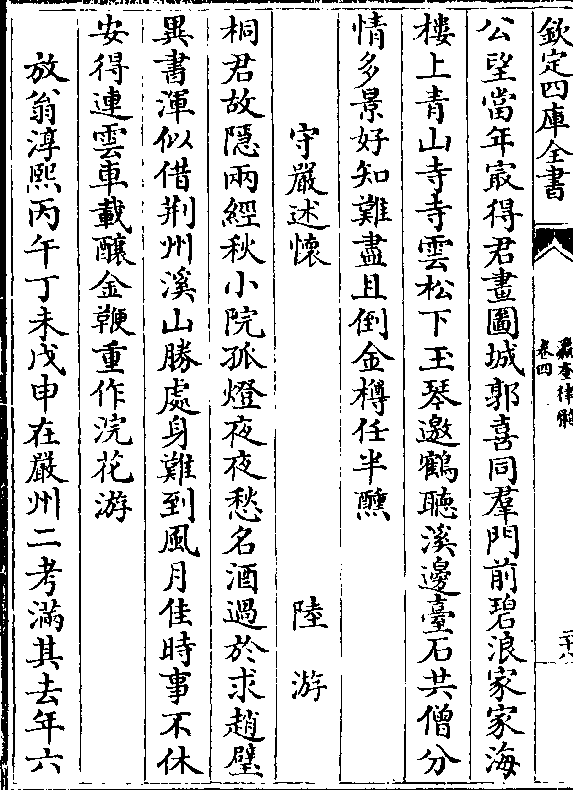 欽定四庫全書
瀛奎律髓
卷四
二十八
公望當年寂得君畫圖城郭喜同羣門前碧浪家家海
樓上青山寺寺雲松下玉琴邀鶴聽溪邊臺石共僧分
情多景好知難盡且倒金樽任半醺
守嚴述懷
陸游
桐君故隠兩經秋小院孤燈夜夜愁名酒過於求趙璧
異書渾似借荆州溪山勝處身難到風月佳時事不休
安得連雲車載釀金鞭重作浣花游
放翁淳熙丙午丁未戊申在嚴州二考滿其去年六